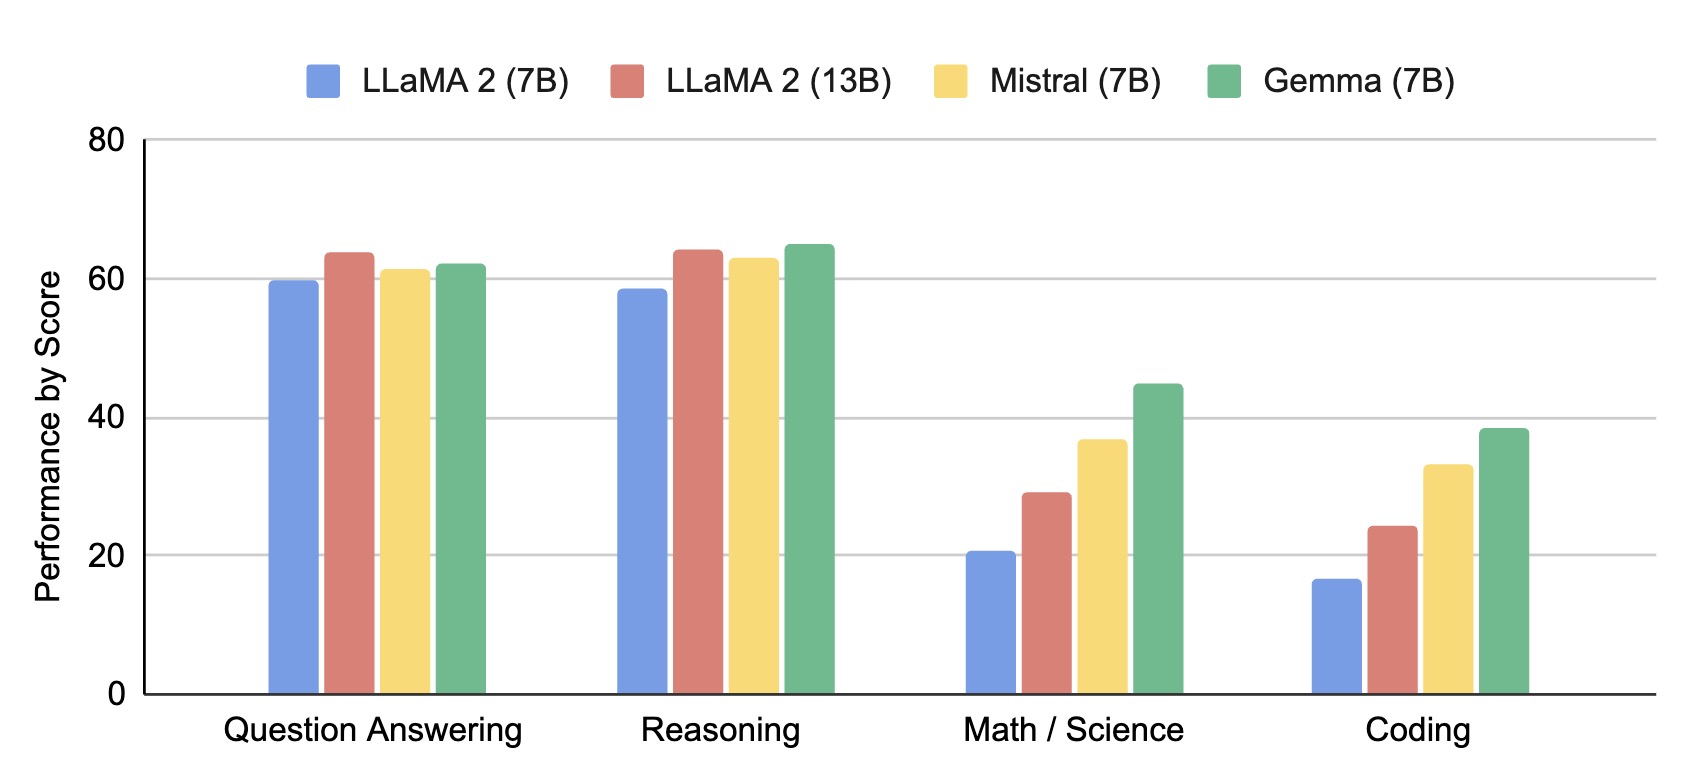 LLaMA 2 (7B) LLaMA 2 (13B) Mistral (7B) Gemma (7B)
Performance by Score
80
60
40
20
0
Question Answering Reasoning Math / Science Coding